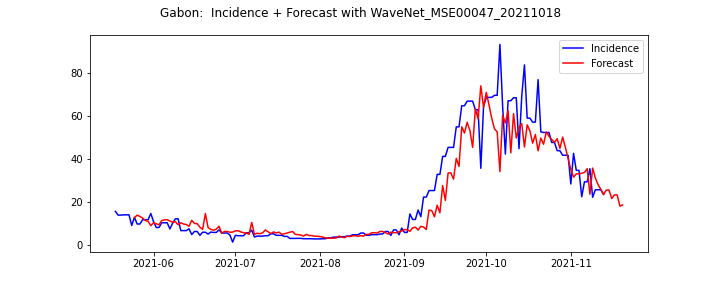 Gabon:  Incidence + Forecast with WaveNet_MSE00047_20211018
Incidence
Forecast
80
60
40
20
0
2021-06 2021-07 2021-08 2021-09 2021-10 2021-11